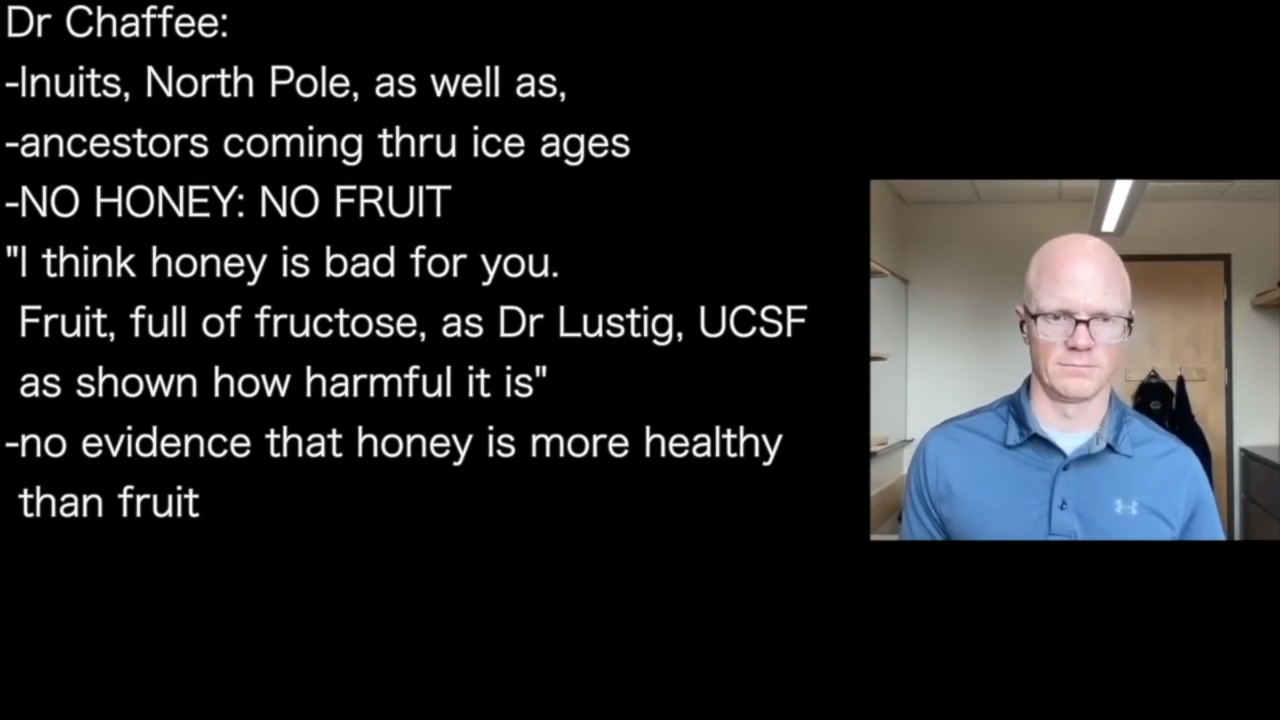 Dr Chaffee:
-Inuits, North Pole, as well as,
-ancestors coming thru ice ages
-NO HONEY: NO FRUIT
"I think honey is bad for you.
Fruit, full of fructose, as Dr Lustig, UCSF
as shown how harmful it is"
-no evidence that honey is more healthy
than fruit